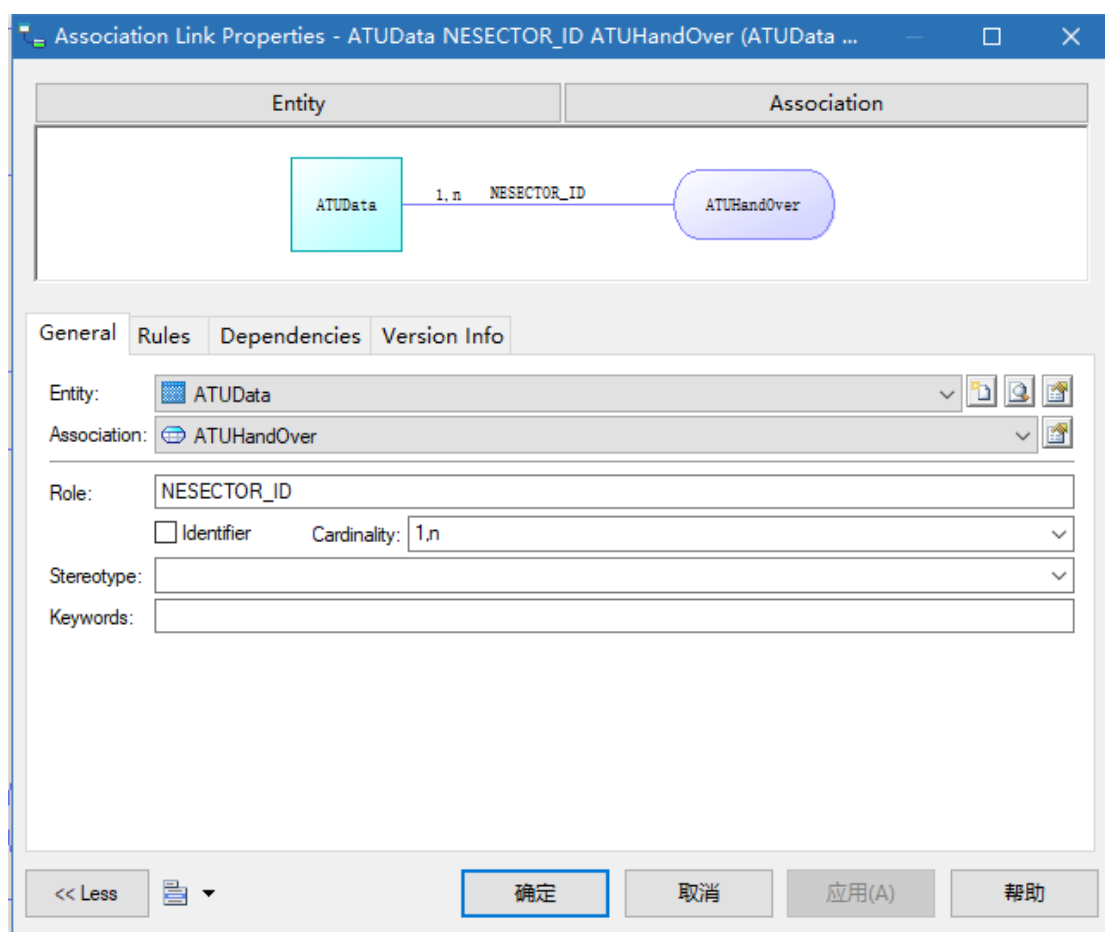 Association Link Properties - ATUData NESECTOR_ID ATUHandOver (ATUData ...
Entity Association
ATUData 1,n NESECTOR_ID ATUHandOver
General Rules Dependencies Version Info
Entity: ATUData
Association: ATUHandOver
Role: NESECTOR_ID
Identifier Cardinality: 1,n
Stereotype:
Keywords:
<< Less 确定 取消 应用(A) 帮助